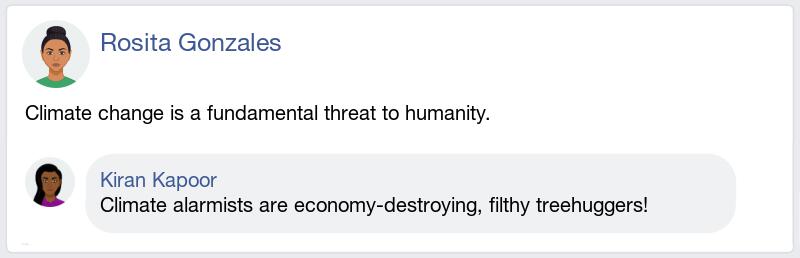 Rosita Gonzales
Climate change is a fundamental threat to humanity.
Kiran Kapoor
Climate alarmists are economy-destroying, filthy treehuggers!